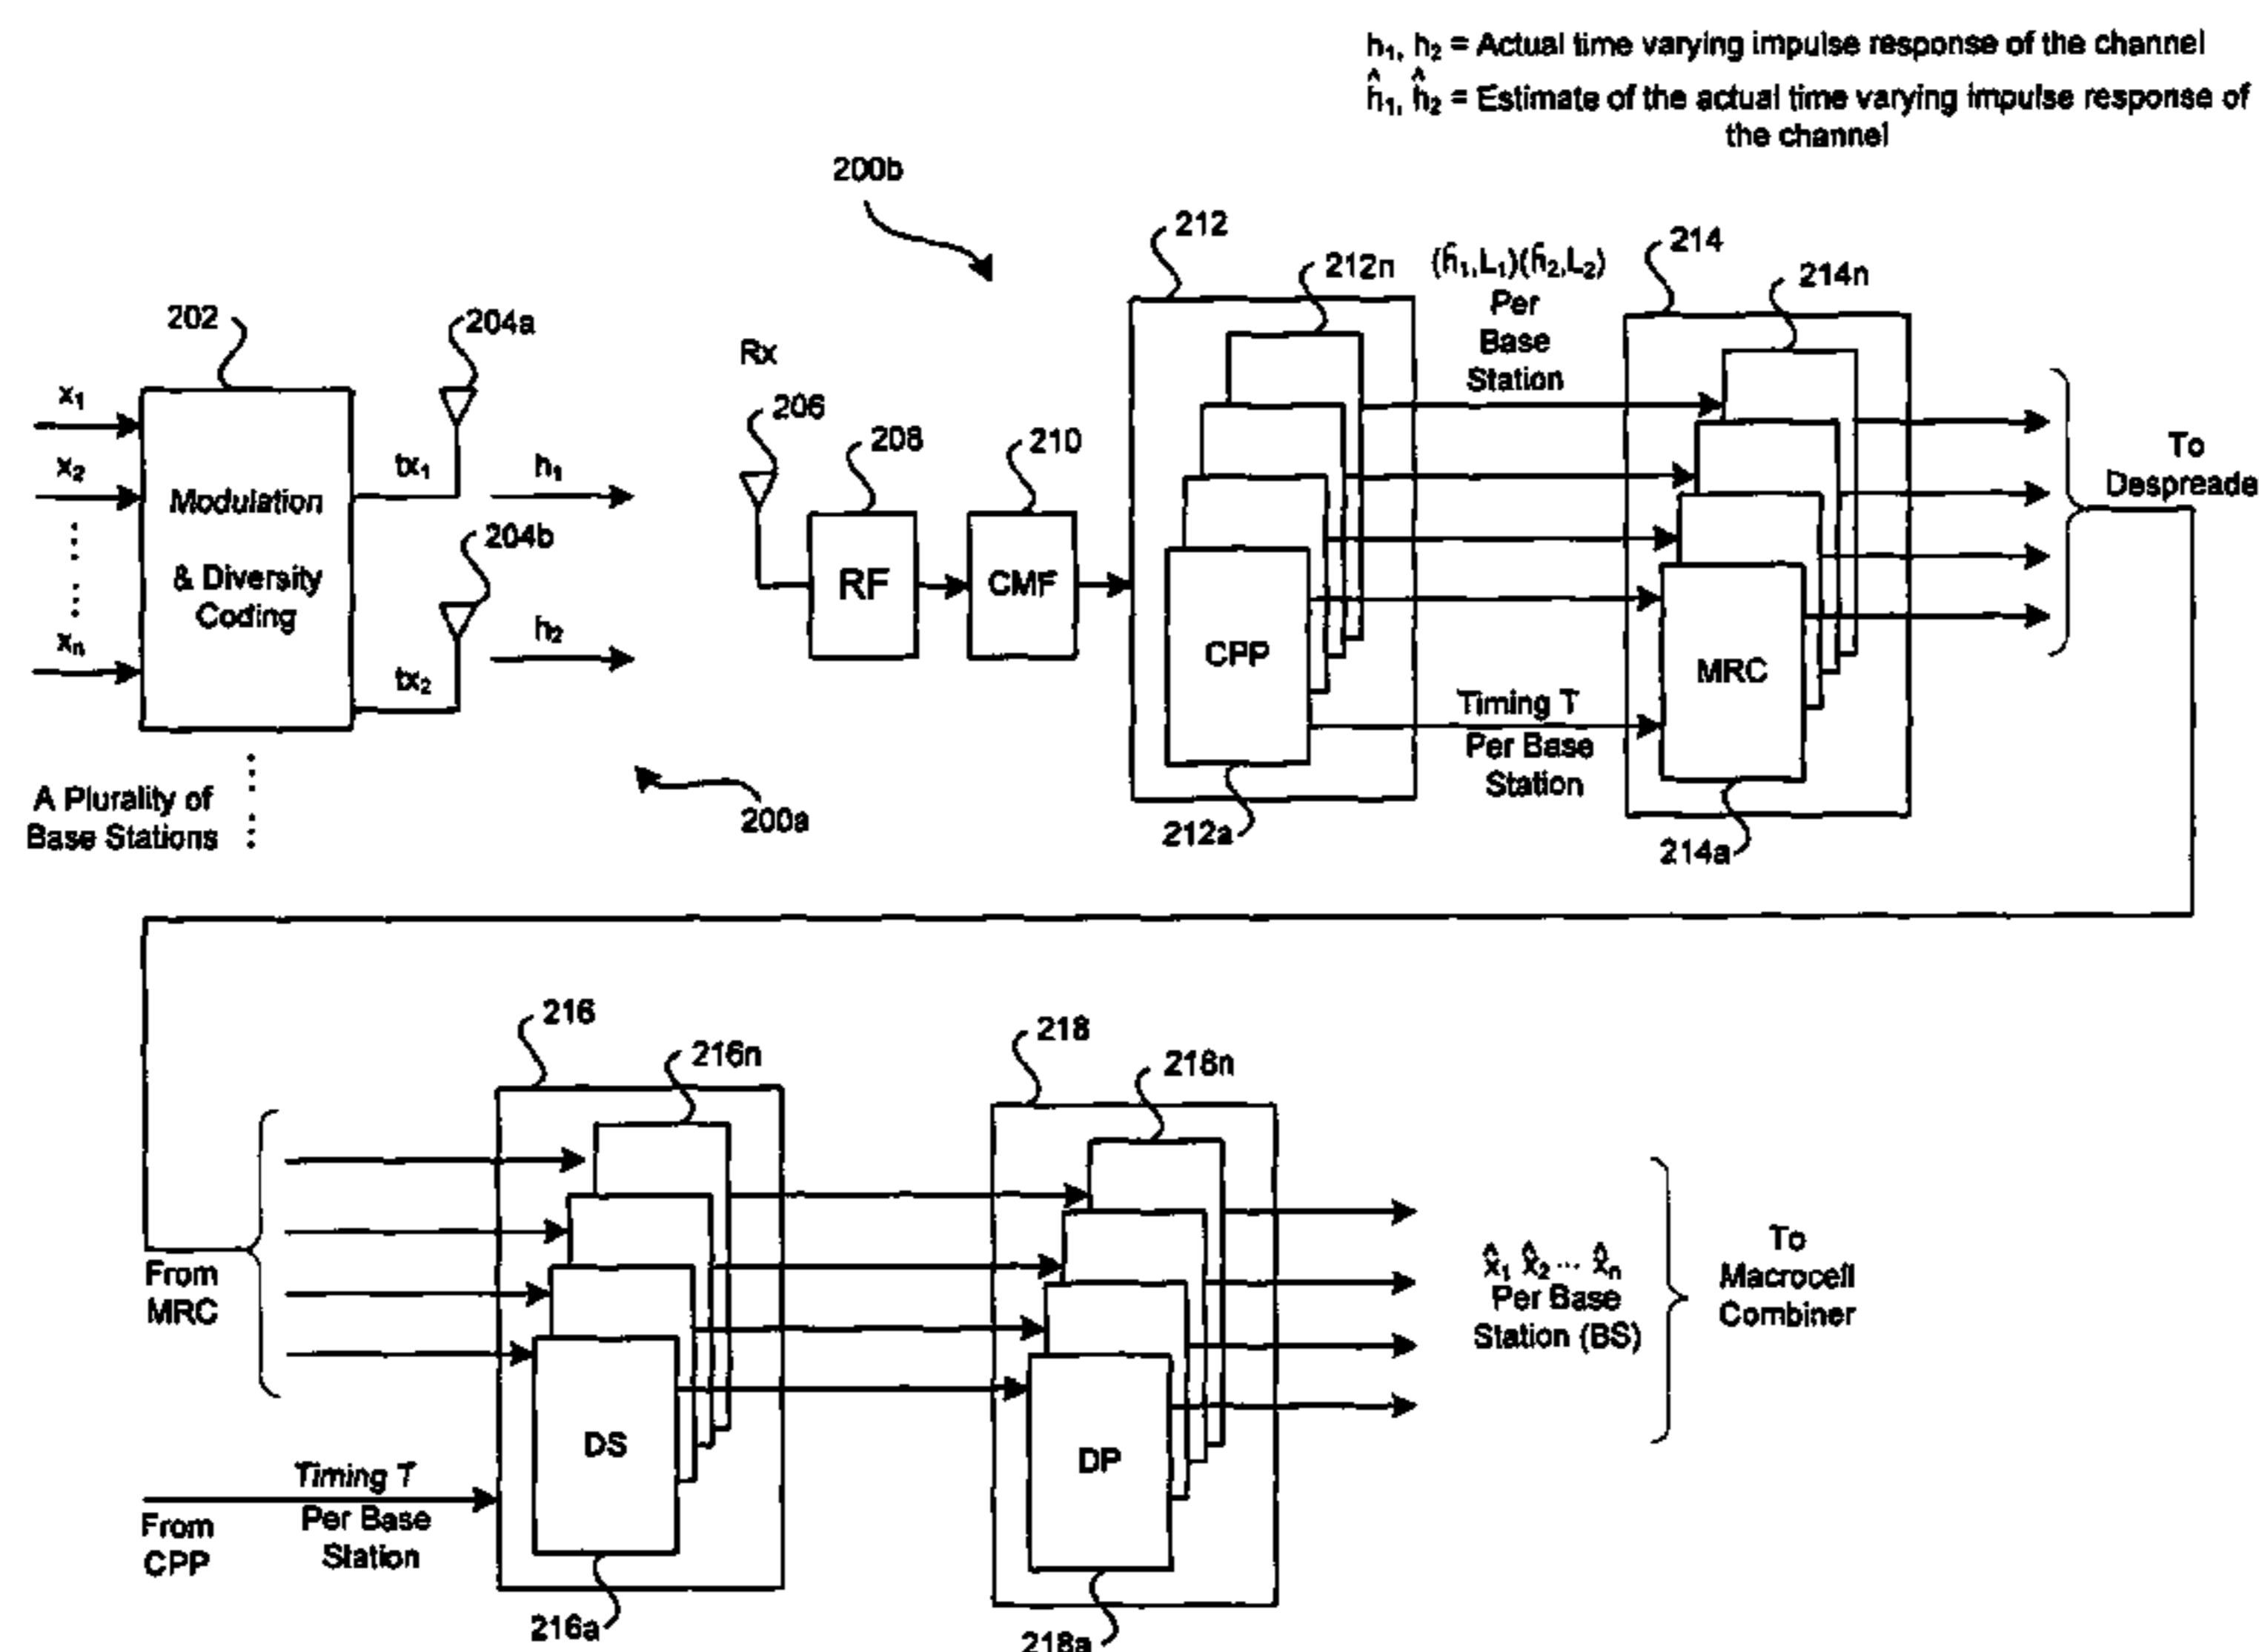 h₁, h₂ = Actual time varying impulse response of the channel
ĥ₁, ĥ₂ = Estimate of the actual time varying impulse response of
the channel
200b
212
212n
(ĥ₁,L₁)(ĥ₂,L₂)
Per
Base
Station
214
214n
202
204a
Rx
206
208
210
x₁
x₂
xₙ
Modulation
& Diversity
Coding
tx₁
h₁
204b
tx₂
h₂
RF
CMF
CPP
MRC
To
Despreade
Timing T
Per Base
Station
A Plurality of
Base Stations
200a
212a
214a
216
216n
218
218n
From
MRC
DS
DP
x̂₁ x̂₂ ... x̂ₙ
Per Base
Station (BS)
To
Macrocell
Combiner
Timing T
Per Base
Station
From
CPP
216a
218a